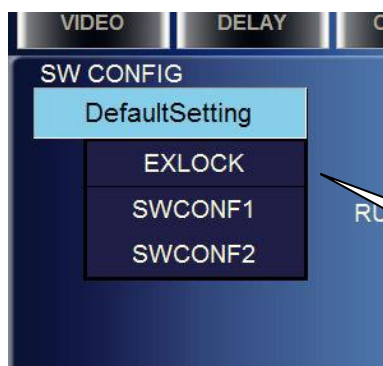 VIDEO DELAY
SW CONFIG
DefaultSetting
EXLOCK
SWCONF1
SWCONF2